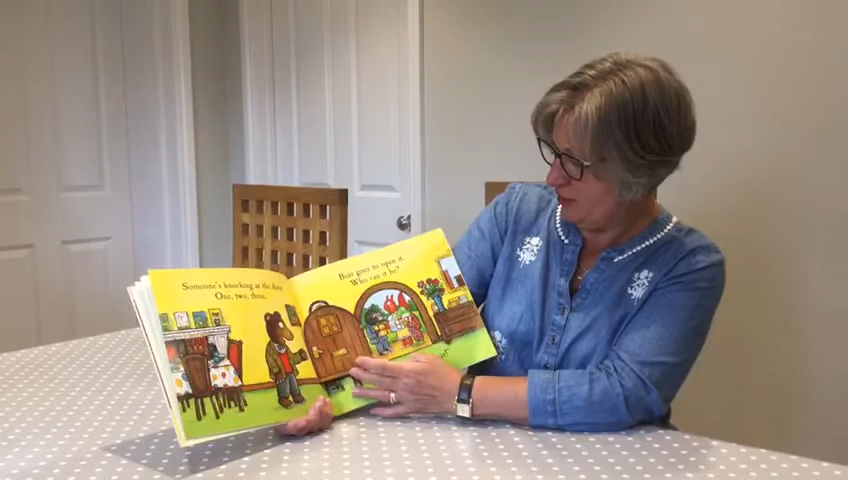 Someone's knocking at the door.
One, two, three.
Bear goes to open it.
Who can it be?